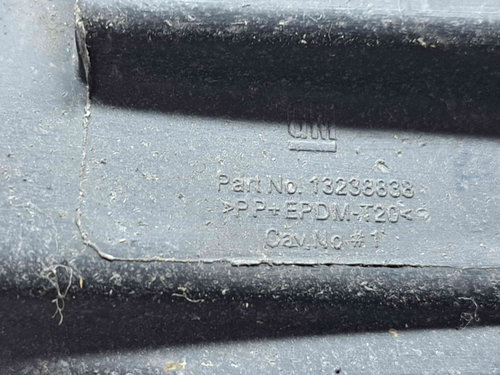 GM
Part No. 13238838
>PP+EPDM-T20<
Cav.No #1